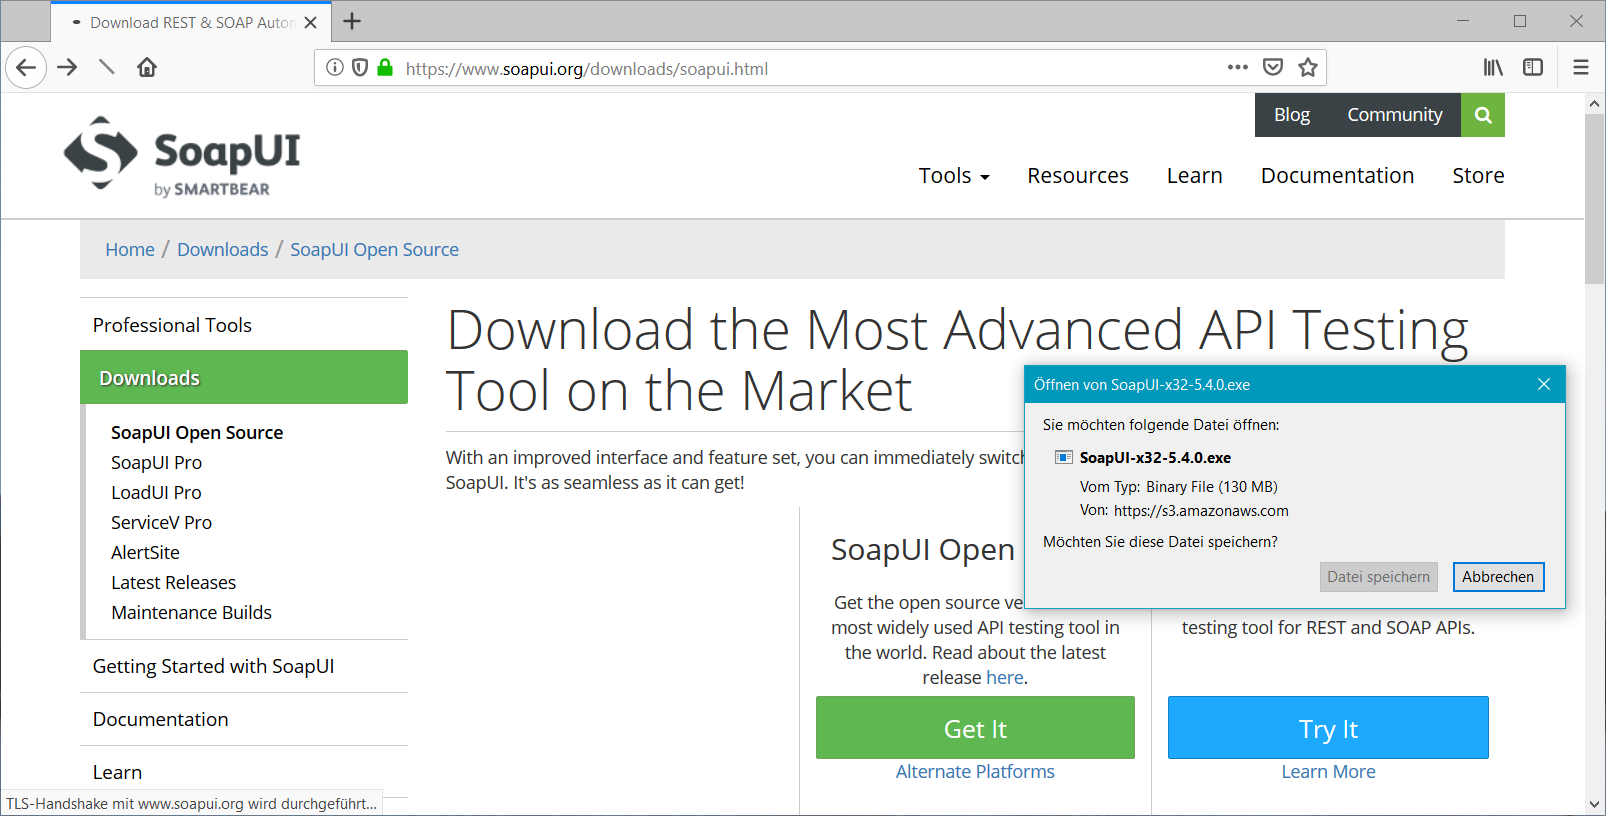 Download REST & SOAP Autom
https://www.soapui.org/downloads/soapui.html
Blog
Community
SoapUI
by SMARTBEAR
Tools
Resources
Learn
Documentation
Store
Home / Downloads / SoapUI Open Source
Professional Tools
Downloads
SoapUI Open Source
SoapUI Pro
LoadUI Pro
ServiceV Pro
AlertSite
Latest Releases
Maintenance Builds
Getting Started with SoapUI
Documentation
Learn
Download the Most Advanced API Testing
Tool on the Market
With an improved interface and feature set, you can immediately switch
SoapUI. It's as seamless as it can get!
SoapUI Open
Get the open source ve
most widely used API testing tool in
the world. Read about the latest
release here.
Get It
Alternate Platforms
testing tool for REST and SOAP APIs.
Try It
Learn More
Öffnen von SoapUI-x32-5.4.0.exe
Sie möchten folgende Datei öffnen:
SoapUI-x32-5.4.0.exe
Vom Typ: Binary File (130 MB)
Von: https://s3.amazonaws.com
Möchten Sie diese Datei speichern?
Datei speichern
Abbrechen
TLS-Handshake mit www.soapui.org wird durchgeführt...